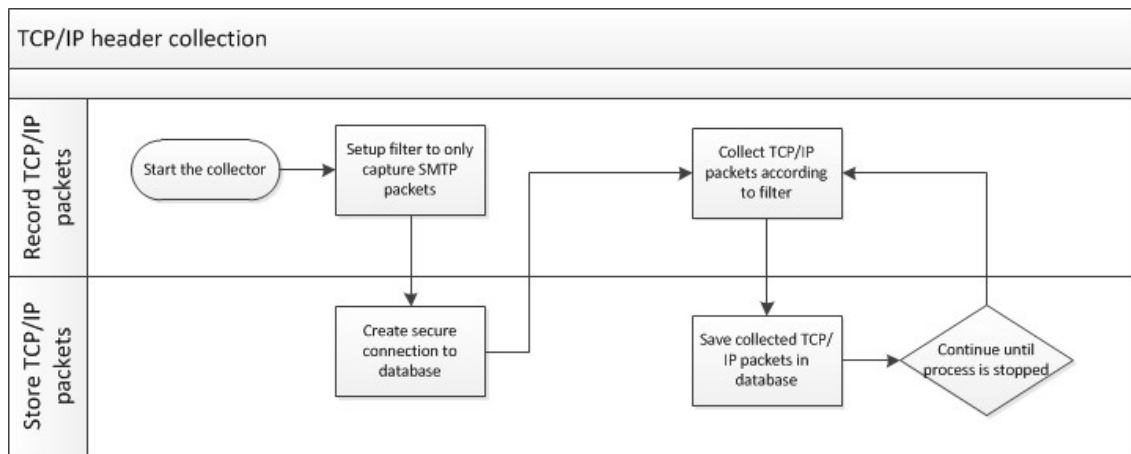 TCP/IP header collection
Record TCP/IP
packets
Start the collector
Setup filter to only
capture SMTP
packets
Collect TCP/IP
packets according
to filter
Store TCP/IP
packets
Create secure
connection to
database
Save collected TCP/
IP packets in
database
Continue until
process is stopped